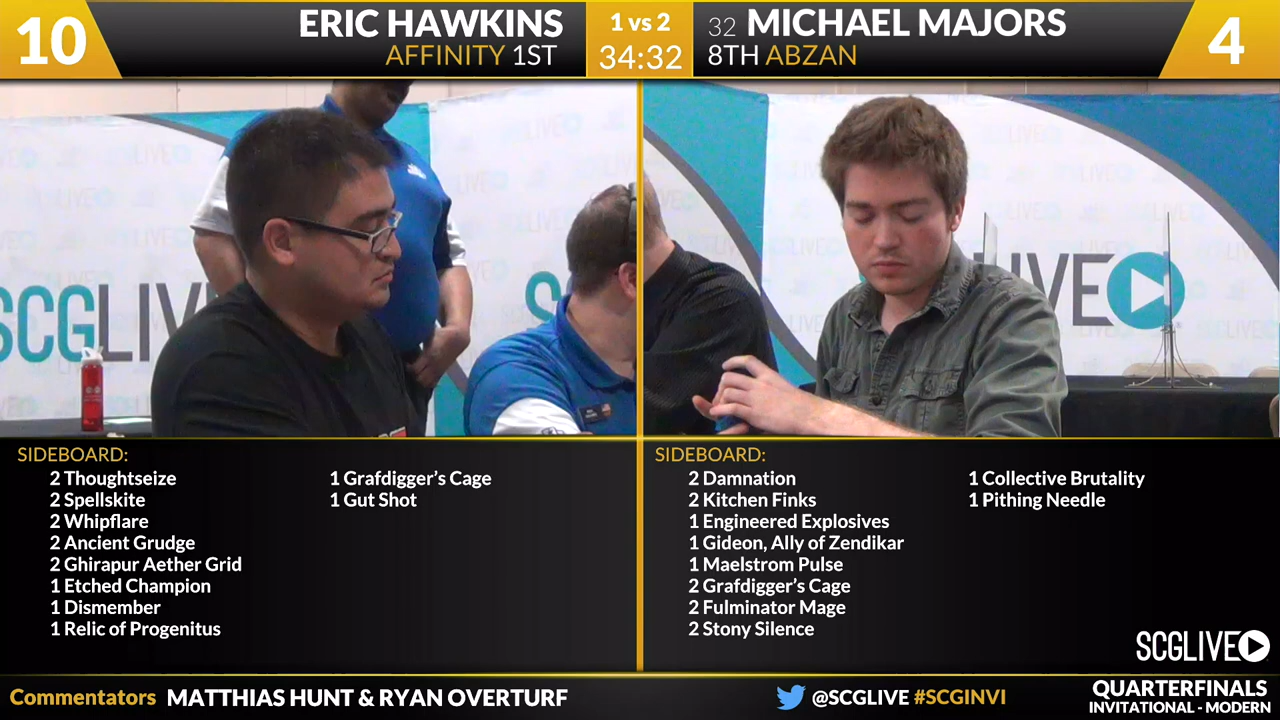 10
ERIC HAWKINS
AFFINITY 1ST
1 vs 2
34:32
32 MICHAEL MAJORS
8TH ABZAN
4
SCGLIVE
SIDEBOARD:
2 Thoughtseize
2 Spellskite
2 Whipflare
2 Ancient Grudge
2 Ghirapur Aether Grid
1 Etched Champion
1 Dismember
1 Relic of Progenitus
1 Grafdigger's Cage
1 Gut Shot
SIDEBOARD:
2 Damnation
2 Kitchen Finks
1 Engineered Explosives
1 Gideon, Ally of Zendikar
1 Maelstrom Pulse
2 Grafdigger's Cage
2 Fulminator Mage
2 Stony Silence
1 Collective Brutality
1 Pithing Needle
SCGLIVE
Commentators MATTHIAS HUNT & RYAN OVERTURF
@SCGLIVE #SCGINVI
QUARTERFINALS
INVITATIONAL - MODERN